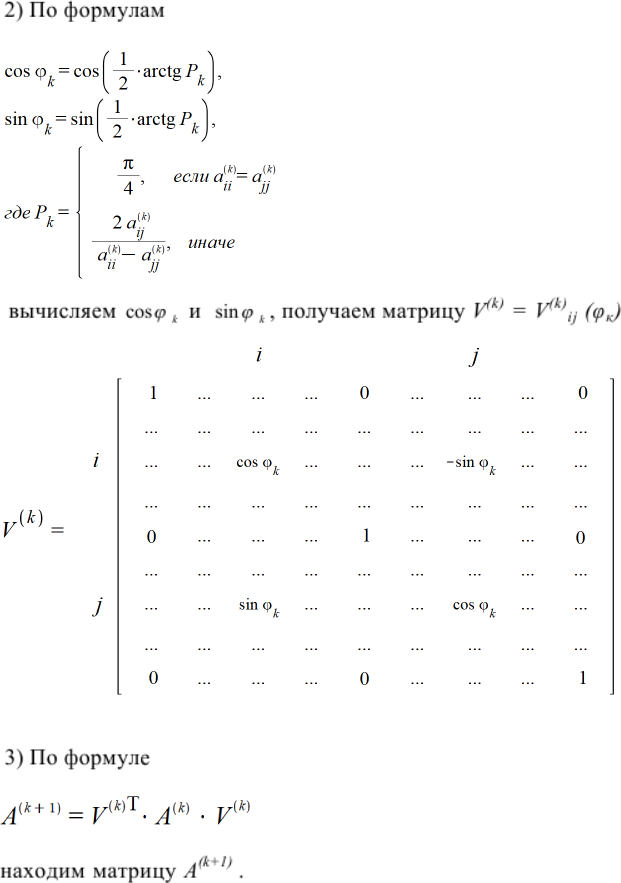 2) По формулам
cos φ_k = cos( 1/2 · arctg P_k ),
sin φ_k = sin( 1/2 · arctg P_k ),
где P_k = { π/4, если a_ii^(k) = a_jj^(k)
2 a_ij^(k) / (a_ii^(k) − a_jj^(k)), иначе
вычисляем cos φ_k и sin φ_k, получаем матрицу V^(k) = V^(k)_ij (φ_к)
i j
1 ... ... ... 0 ... ... ... 0
... ... ... ... ... ... ... ... ...
i ... ... cos φ_k ... ... ... −sin φ_k ... ...
... ... ... ... ... ... ... ... ...
V^(k) = 0 ... ... ... 1 ... ... ... 0
... ... ... ... ... ... ... ... ...
j ... ... sin φ_k ... ... ... cos φ_k ... ...
... ... ... ... ... ... ... ... ...
0 ... ... ... 0 ... ... ... 1
3) По формуле
A^(k + 1) = V^(k)T · A^(k) · V^(k)
находим матрицу A^(k+1) .